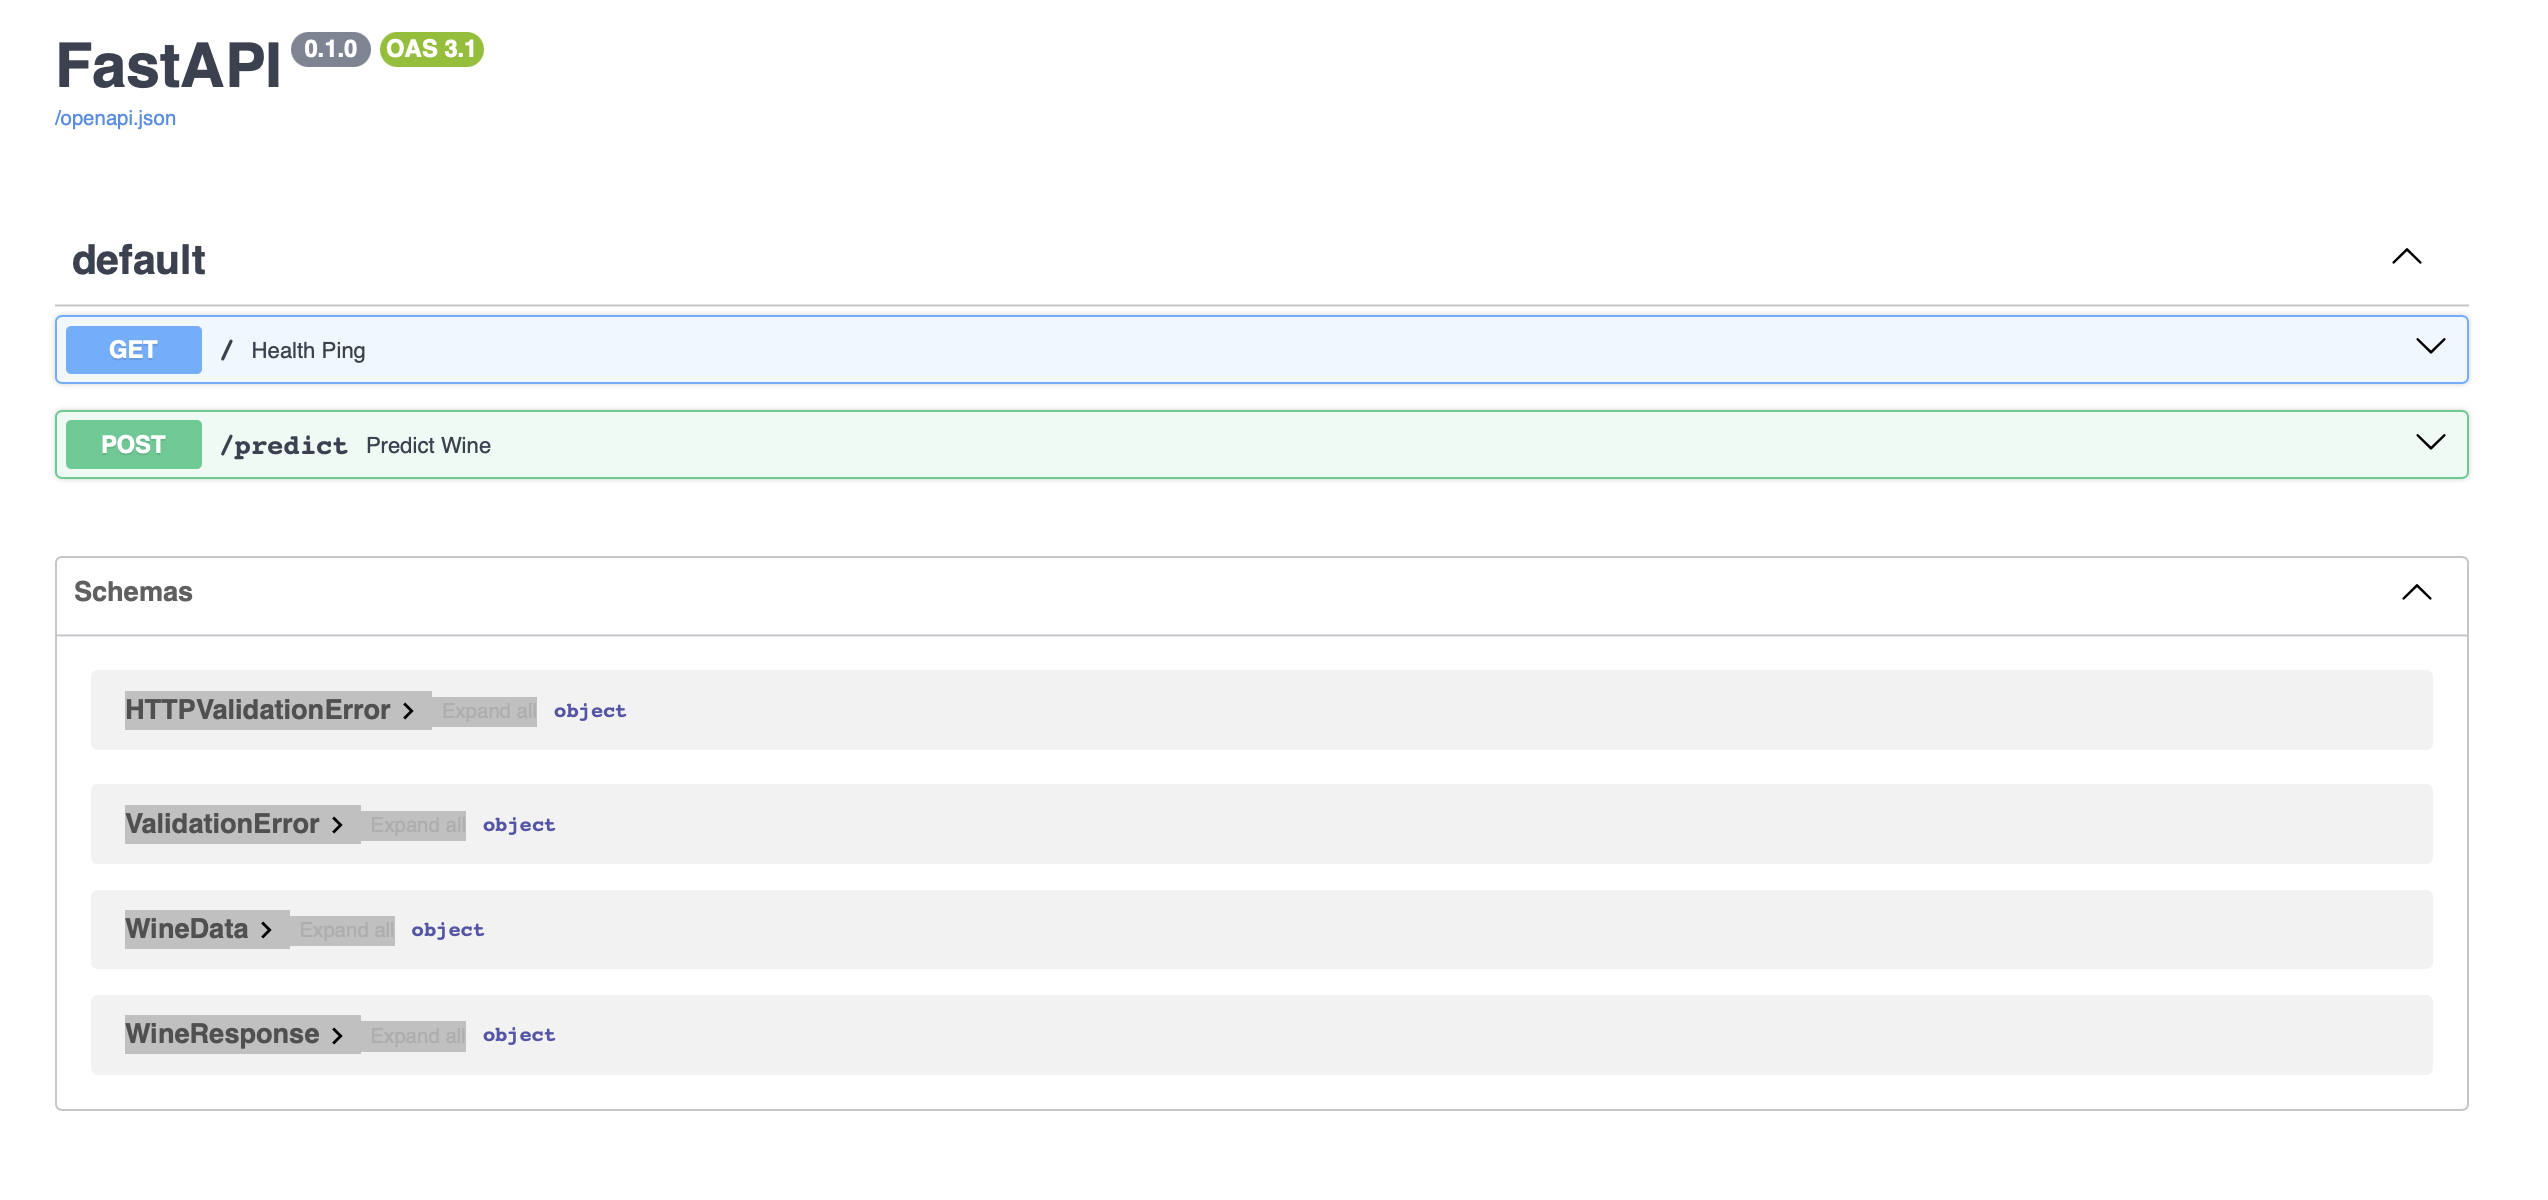 FastAPI 0.1.0 OAS 3.1
/openapi.json
default
GET / Health Ping
POST /predict Predict Wine
Schemas
HTTPValidationError Expand all object
ValidationError Expand all object
WineData Expand all object
WineResponse Expand all object